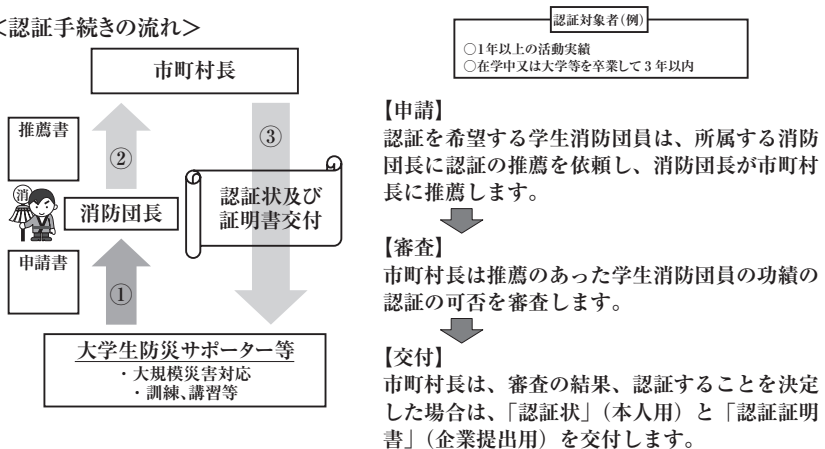 <認証手続きの流れ>
市町村長
推薦書
②
③
消
消防団長
認証状及び
証明書交付
申請書
①
大学生防災サポーター等
・大規模災害対応
・訓練、講習等
認証対象者(例)
○1年以上の活動実績
○在学中又は大学等を卒業して3年以内
【申請】
認証を希望する学生消防団員は、所属する消防
団長に認証の推薦を依頼し、消防団長が市町村
長に推薦します。
【審査】
市町村長は推薦のあった学生消防団員の功績の
認証の可否を審査します。
【交付】
市町村長は、審査の結果、認証することを決定
した場合は、「認証状」(本人用)と「認証証明
書」(企業提出用)を交付します。